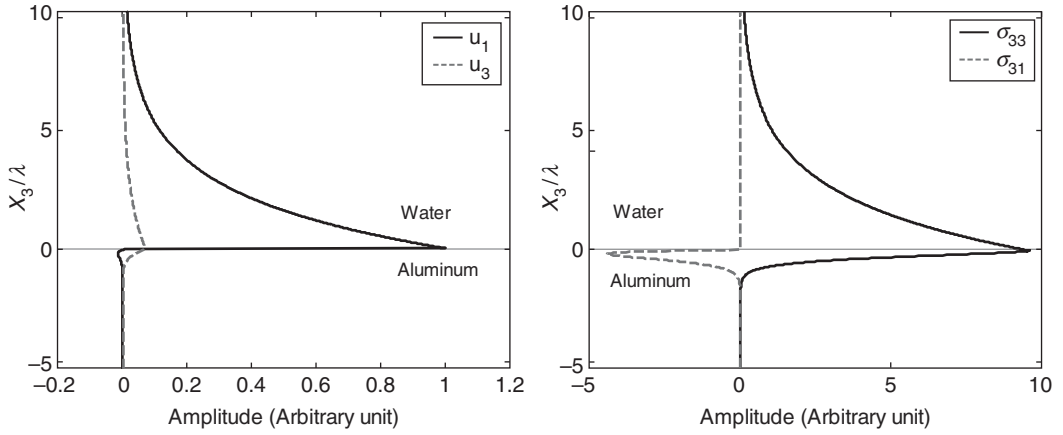 10
5
0
−5
X3/λ
u1
u3
Water
Aluminum
−0.2
0
0.2
0.4
0.6
0.8
1
1.2
Amplitude (Arbitrary unit)
10
5
0
−5
X3/λ
σ33
σ31
Water
Aluminum
−5
0
5
10
Amplitude (Arbitrary unit)